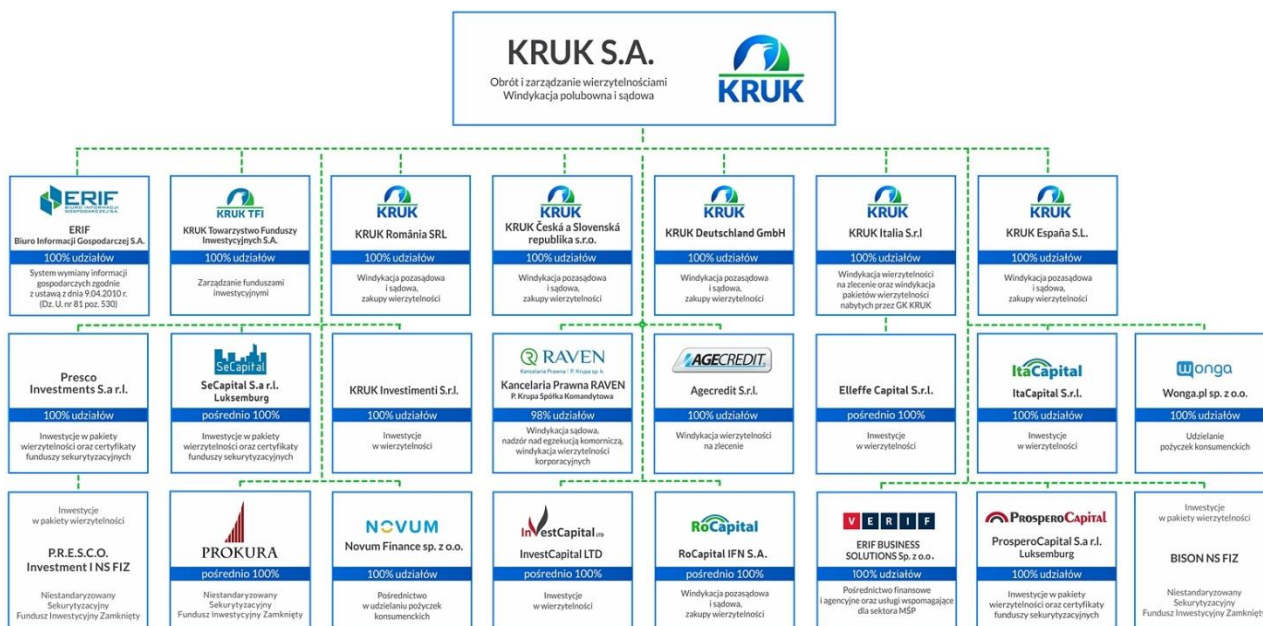 KRUK S.A.
Obrót i zarządzanie wierzytelnościami
Windykacja polubowna i sądowa
KRUK
ERIF
BIURO INFORMACJI
GOSPODARCZEJ SA
ERIF
Biuro Informacji Gospodarczej S.A.
100% udziałów
System wymiany informacji
gospodarczych zgodnie
z ustawą z dnia 9.04.2010 r.
(Dz. U. nr 81 poz. 530)
KRUK TFI
KRUK Towarzystwo Funduszy
Inwestycyjnych S.A.
100% udziałów
Zarządzanie funduszami
inwestycyjnymi
KRUK
KRUK România SRL
100% udziałów
Windykacja pozasądowa
i sądowa,
zakupy wierzytelności
KRUK
KRUK Česká a Slovenská
republika s.r.o.
100% udziałów
Windykacja pozasądowa
i sądowa,
zakupy wierzytelności
KRUK
KRUK Deutschland GmbH
100% udziałów
Windykacja pozasądowa
i sądowa,
zakupy wierzytelności
KRUK
KRUK Italia S.r.l
100% udziałów
Windykacja wierzytelności
na zlecenie oraz windykacja
pakietów wierzytelności
nabytych przez GK KRUK
KRUK
KRUK España S.L.
100% udziałów
Windykacja pozasądowa
i sądowa,
zakupy wierzytelności
Presco
Investments S.a r.l.
100% udziałów
Inwestycje w pakiety
wierzytelności oraz certyfikaty
funduszy sekurytyzacyjnych
SeCapital
SeCapital S.a r.l.
Luksemburg
pośrednio 100%
Inwestycje w pakiety
wierzytelności oraz certyfikaty
funduszy sekurytyzacyjnych
KRUK Investimenti S.r.l.
100% udziałów
Inwestycje
w wierzytelności
RAVEN
Kancelaria Prawna | P. Krupa sp. k.
Kancelaria Prawna RAVEN
P. Krupa Spółka Komandytowa
98% udziałów
Windykacja sądowa,
nadzór nad egzekucją komorniczą,
windykacja wierzytelności
korporacyjnych
AGECREDIT
Agecredit S.r.l.
100% udziałów
Windykacja wierzytelności
na zlecenie
Elleffe Capital S.r.l.
pośrednio 100%
Inwestycje
w wierzytelności
ItaCapital
ItaCapital S.r.l.
100% udziałów
Inwestycje
w wierzytelności
wonga
Wonga.pl sp. z o.o.
100% udziałów
Udzielanie
pożyczek konsumenckich
Inwestycje
w pakiety wierzytelności
P.R.E.S.C.O.
Investment I NS FIZ
Niestandaryzowany
Sekurytyzacyjny
Fundusz Inwestycyjny Zamknięty
PROKURA
pośrednio 100%
Niestandaryzowany
Sekurytyzacyjny
Fundusz Inwestycyjny Zamknięty
NOVUM
Novum Finance sp. z o.o.
100% udziałów
Pośrednictwo
w udzielaniu pożyczek
konsumenckich
InvestCapital LTD
InvestCapital LTD
pośrednio 100%
Inwestycje
w wierzytelności
RoCapital
RoCapital IFN S.A.
pośrednio 100%
Windykacja pozasądowa
i sądowa,
zakupy wierzytelności
VERIF
ERIF BUSINESS
SOLUTIONS Sp. z o.o.
100% udziałów
Pośrednictwo finansowe
i agencyjne oraz usługi wspomagające
dla sektora MŚP
PROSPEROCAPITAL
ProsperoCapital S.a r.l.
Luksemburg
100% udziałów
Inwestycje w pakiety
wierzytelności oraz certyfikaty
funduszy sekurytyzacyjnych
Inwestycje
w pakiety wierzytelności
BISON NS FIZ
Niestandaryzowany
Sekurytyzacyjny
Fundusz Inwestycyjny Zamknięty